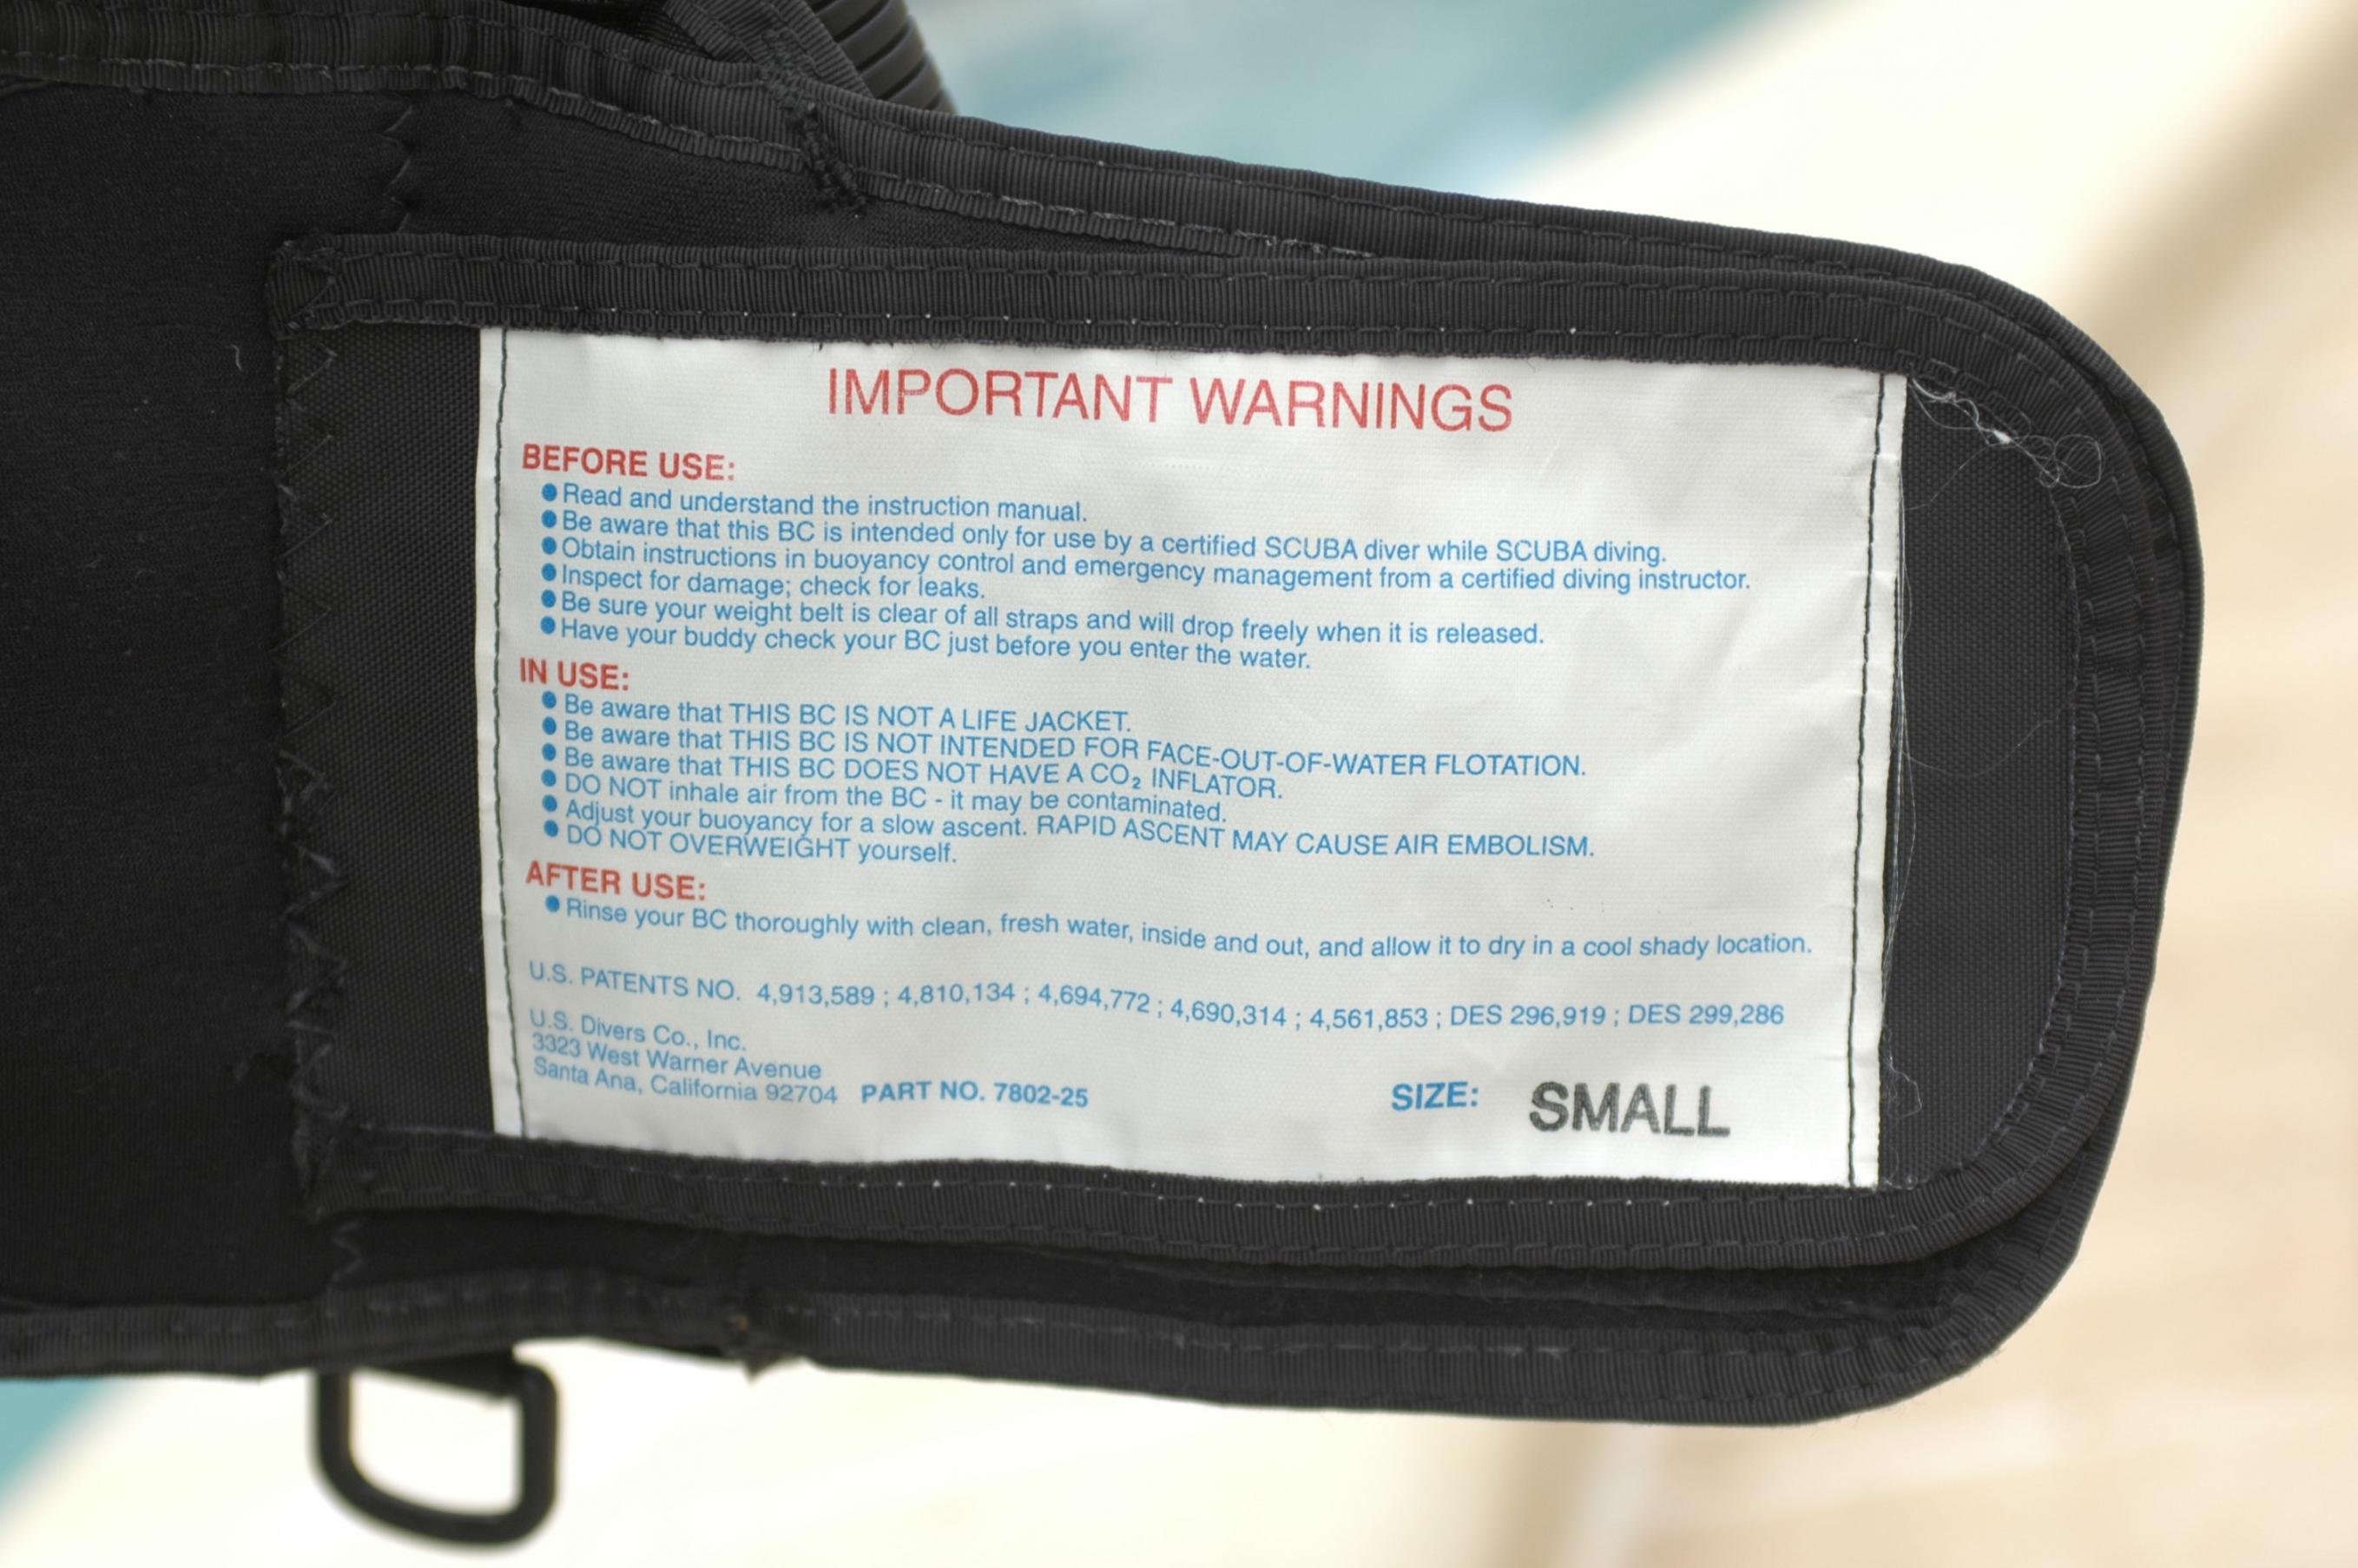 IMPORTANT WARNINGS
BEFORE USE:
● Read and understand the instruction manual.
● Be aware that this BC is intended only for use by a certified SCUBA diver while SCUBA diving.
● Obtain instructions in buoyancy control and emergency management from a certified diving instructor.
● Inspect for damage; check for leaks.
● Be sure your weight belt is clear of all straps and will drop freely when it is released.
● Have your buddy check your BC just before you enter the water.
IN USE:
● Be aware that THIS BC IS NOT A LIFE JACKET.
● Be aware that THIS BC IS NOT INTENDED FOR FACE-OUT-OF-WATER FLOTATION.
● Be aware that THIS BC DOES NOT HAVE A CO₂ INFLATOR.
● DO NOT inhale air from the BC - it may be contaminated.
● Adjust your buoyancy for a slow ascent. RAPID ASCENT MAY CAUSE AIR EMBOLISM.
● DO NOT OVERWEIGHT yourself.
AFTER USE:
● Rinse your BC thoroughly with clean, fresh water, inside and out, and allow it to dry in a cool shady location.
U.S. PATENTS NO. 4,913,589 ; 4,810,134 ; 4,694,772 ; 4,690,314 ; 4,561,853 ; DES 296,919 ; DES 299,286
U.S. Divers Co., Inc.
3323 West Warner Avenue
Santa Ana, California 92704 PART NO. 7802-25 SIZE: SMALL